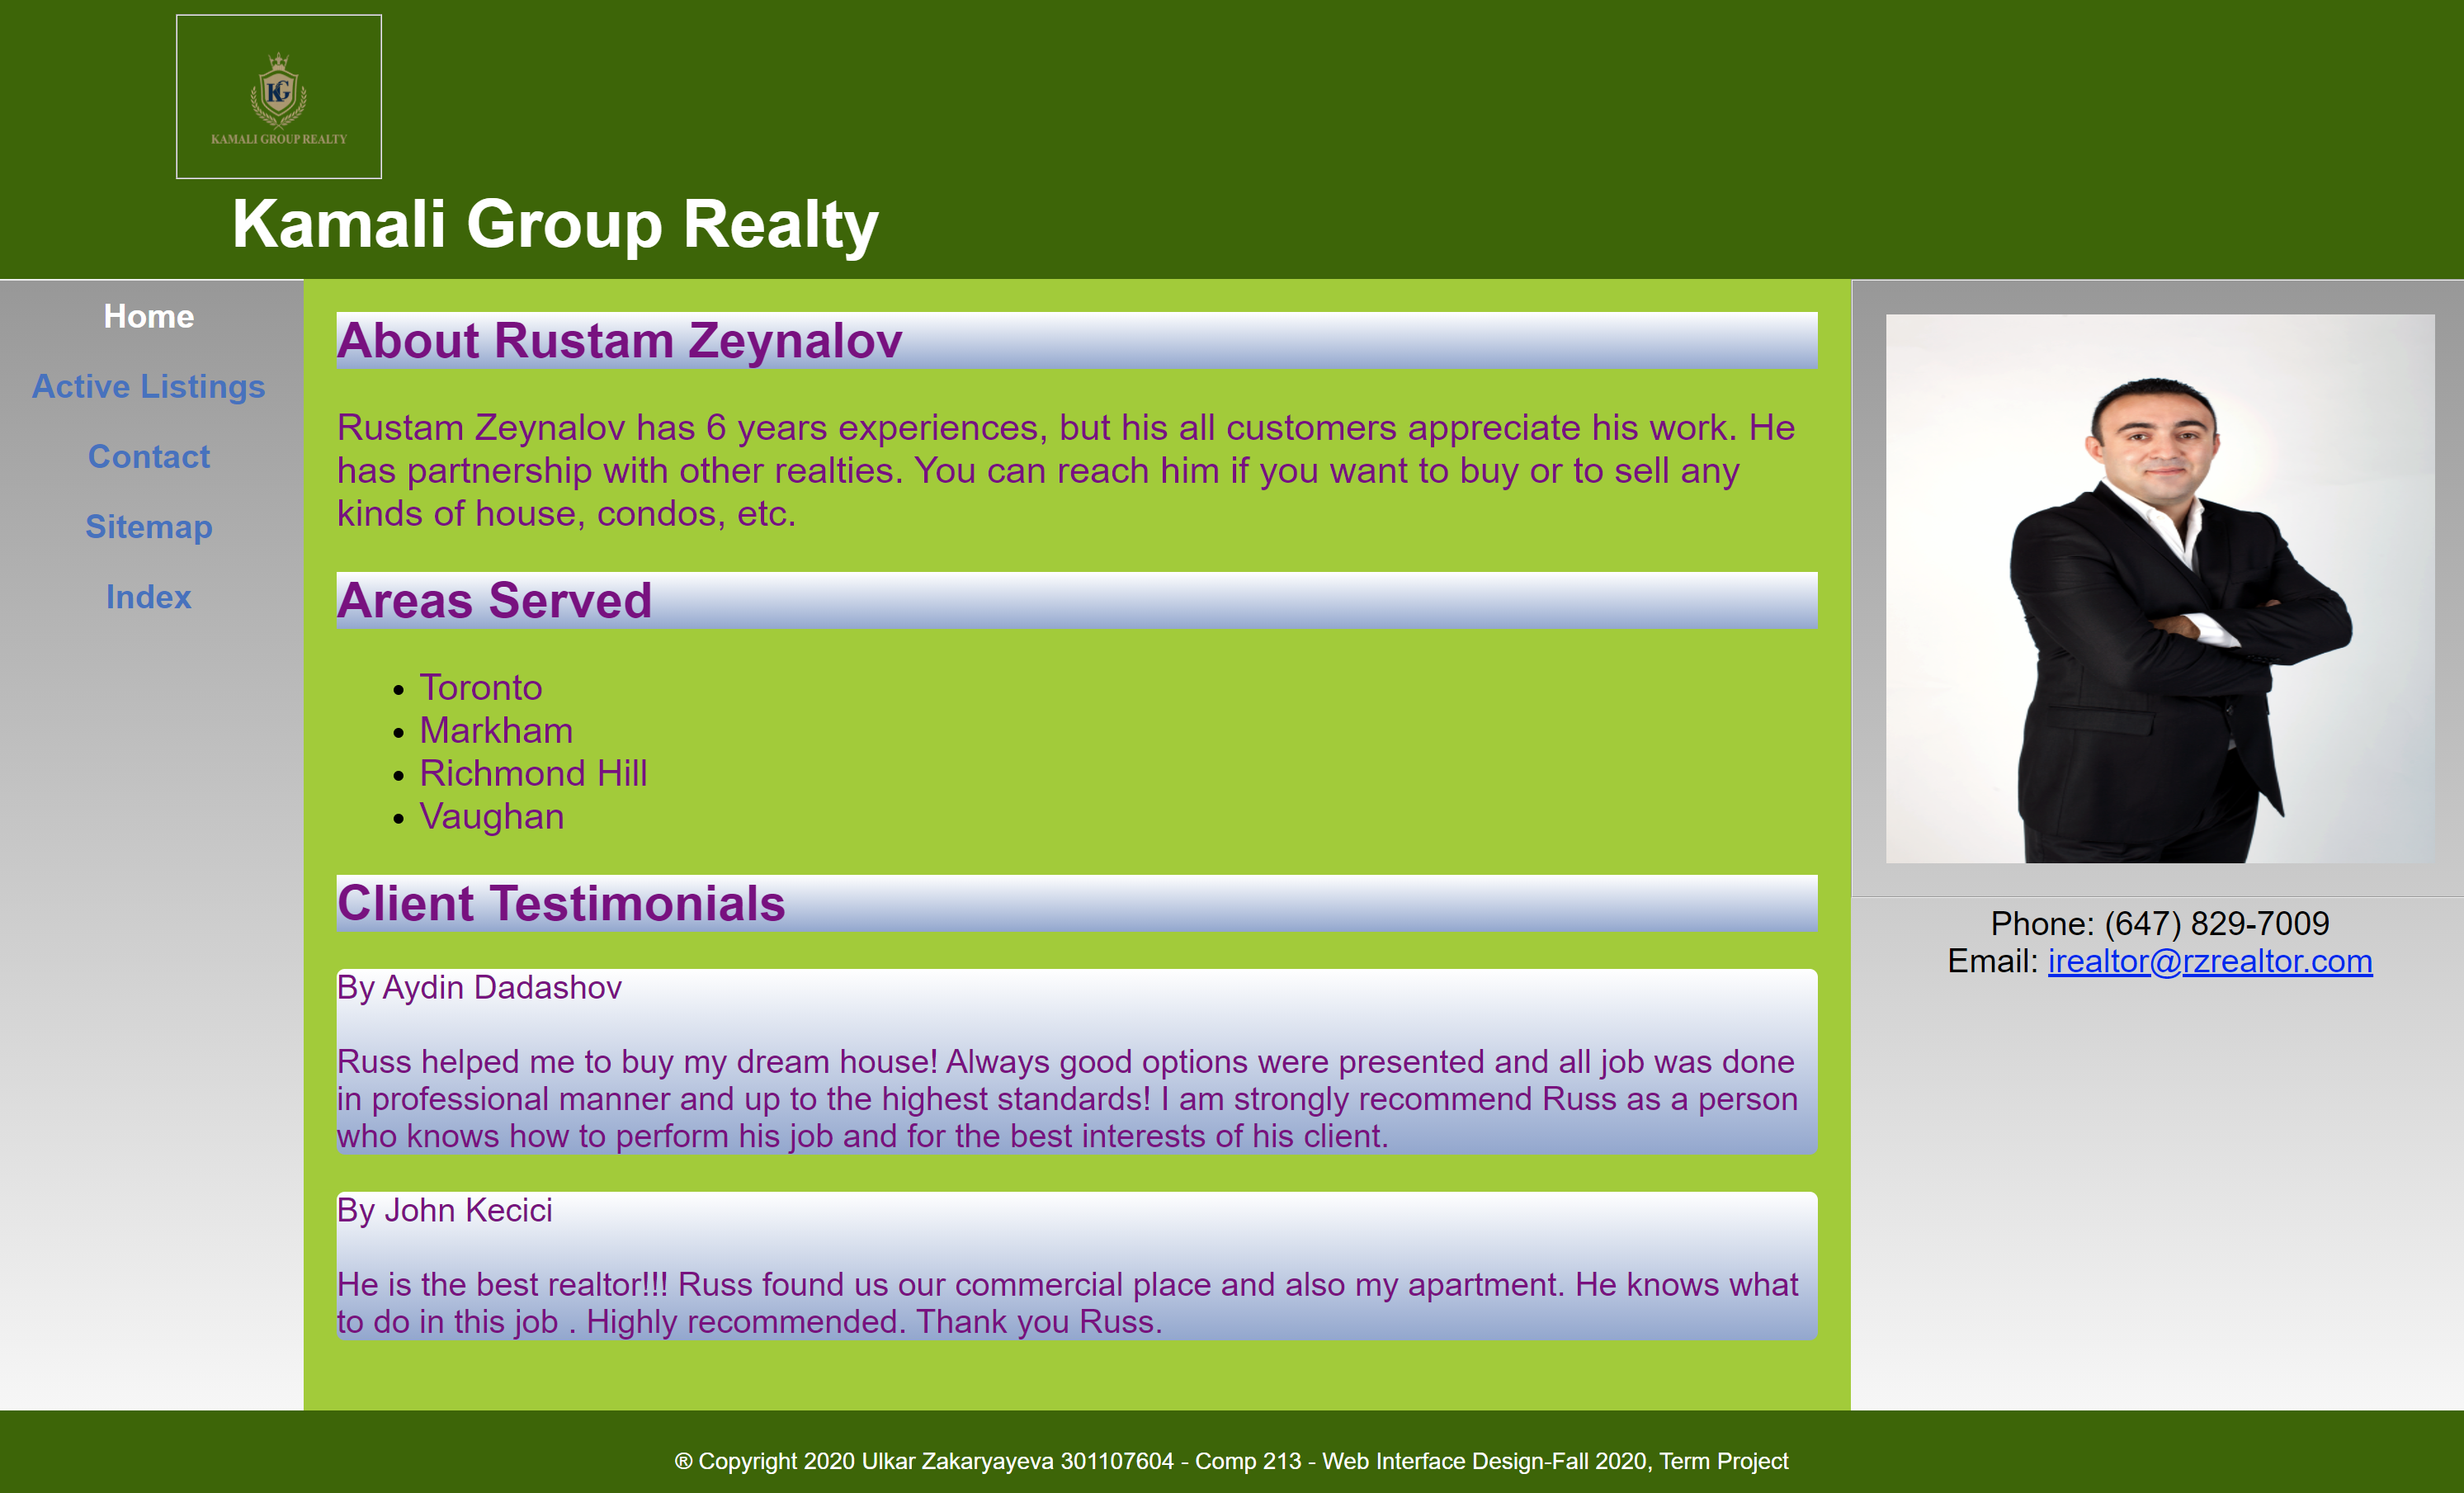 KG
KAMALI GROUP REALTY
Kamali Group Realty
Home
Active Listings
Contact
Sitemap
Index
About Rustam Zeynalov
Rustam Zeynalov has 6 years experiences, but his all customers appreciate his work. He
has partnership with other realties. You can reach him if you want to buy or to sell any
kinds of house, condos, etc.
Areas Served
• Toronto
• Markham
• Richmond Hill
• Vaughan
Client Testimonials
By Aydin Dadashov
Russ helped me to buy my dream house! Always good options were presented and all job was done
in professional manner and up to the highest standards! I am strongly recommend Russ as a person
who knows how to perform his job and for the best interests of his client.
By John Kecici
He is the best realtor!!! Russ found us our commercial place and also my apartment. He knows what
to do in this job . Highly recommended. Thank you Russ.
Phone: (647) 829-7009
Email: irealtor@rzrealtor.com
® Copyright 2020 Ulkar Zakaryayeva 301107604 - Comp 213 - Web Interface Design-Fall 2020, Term Project